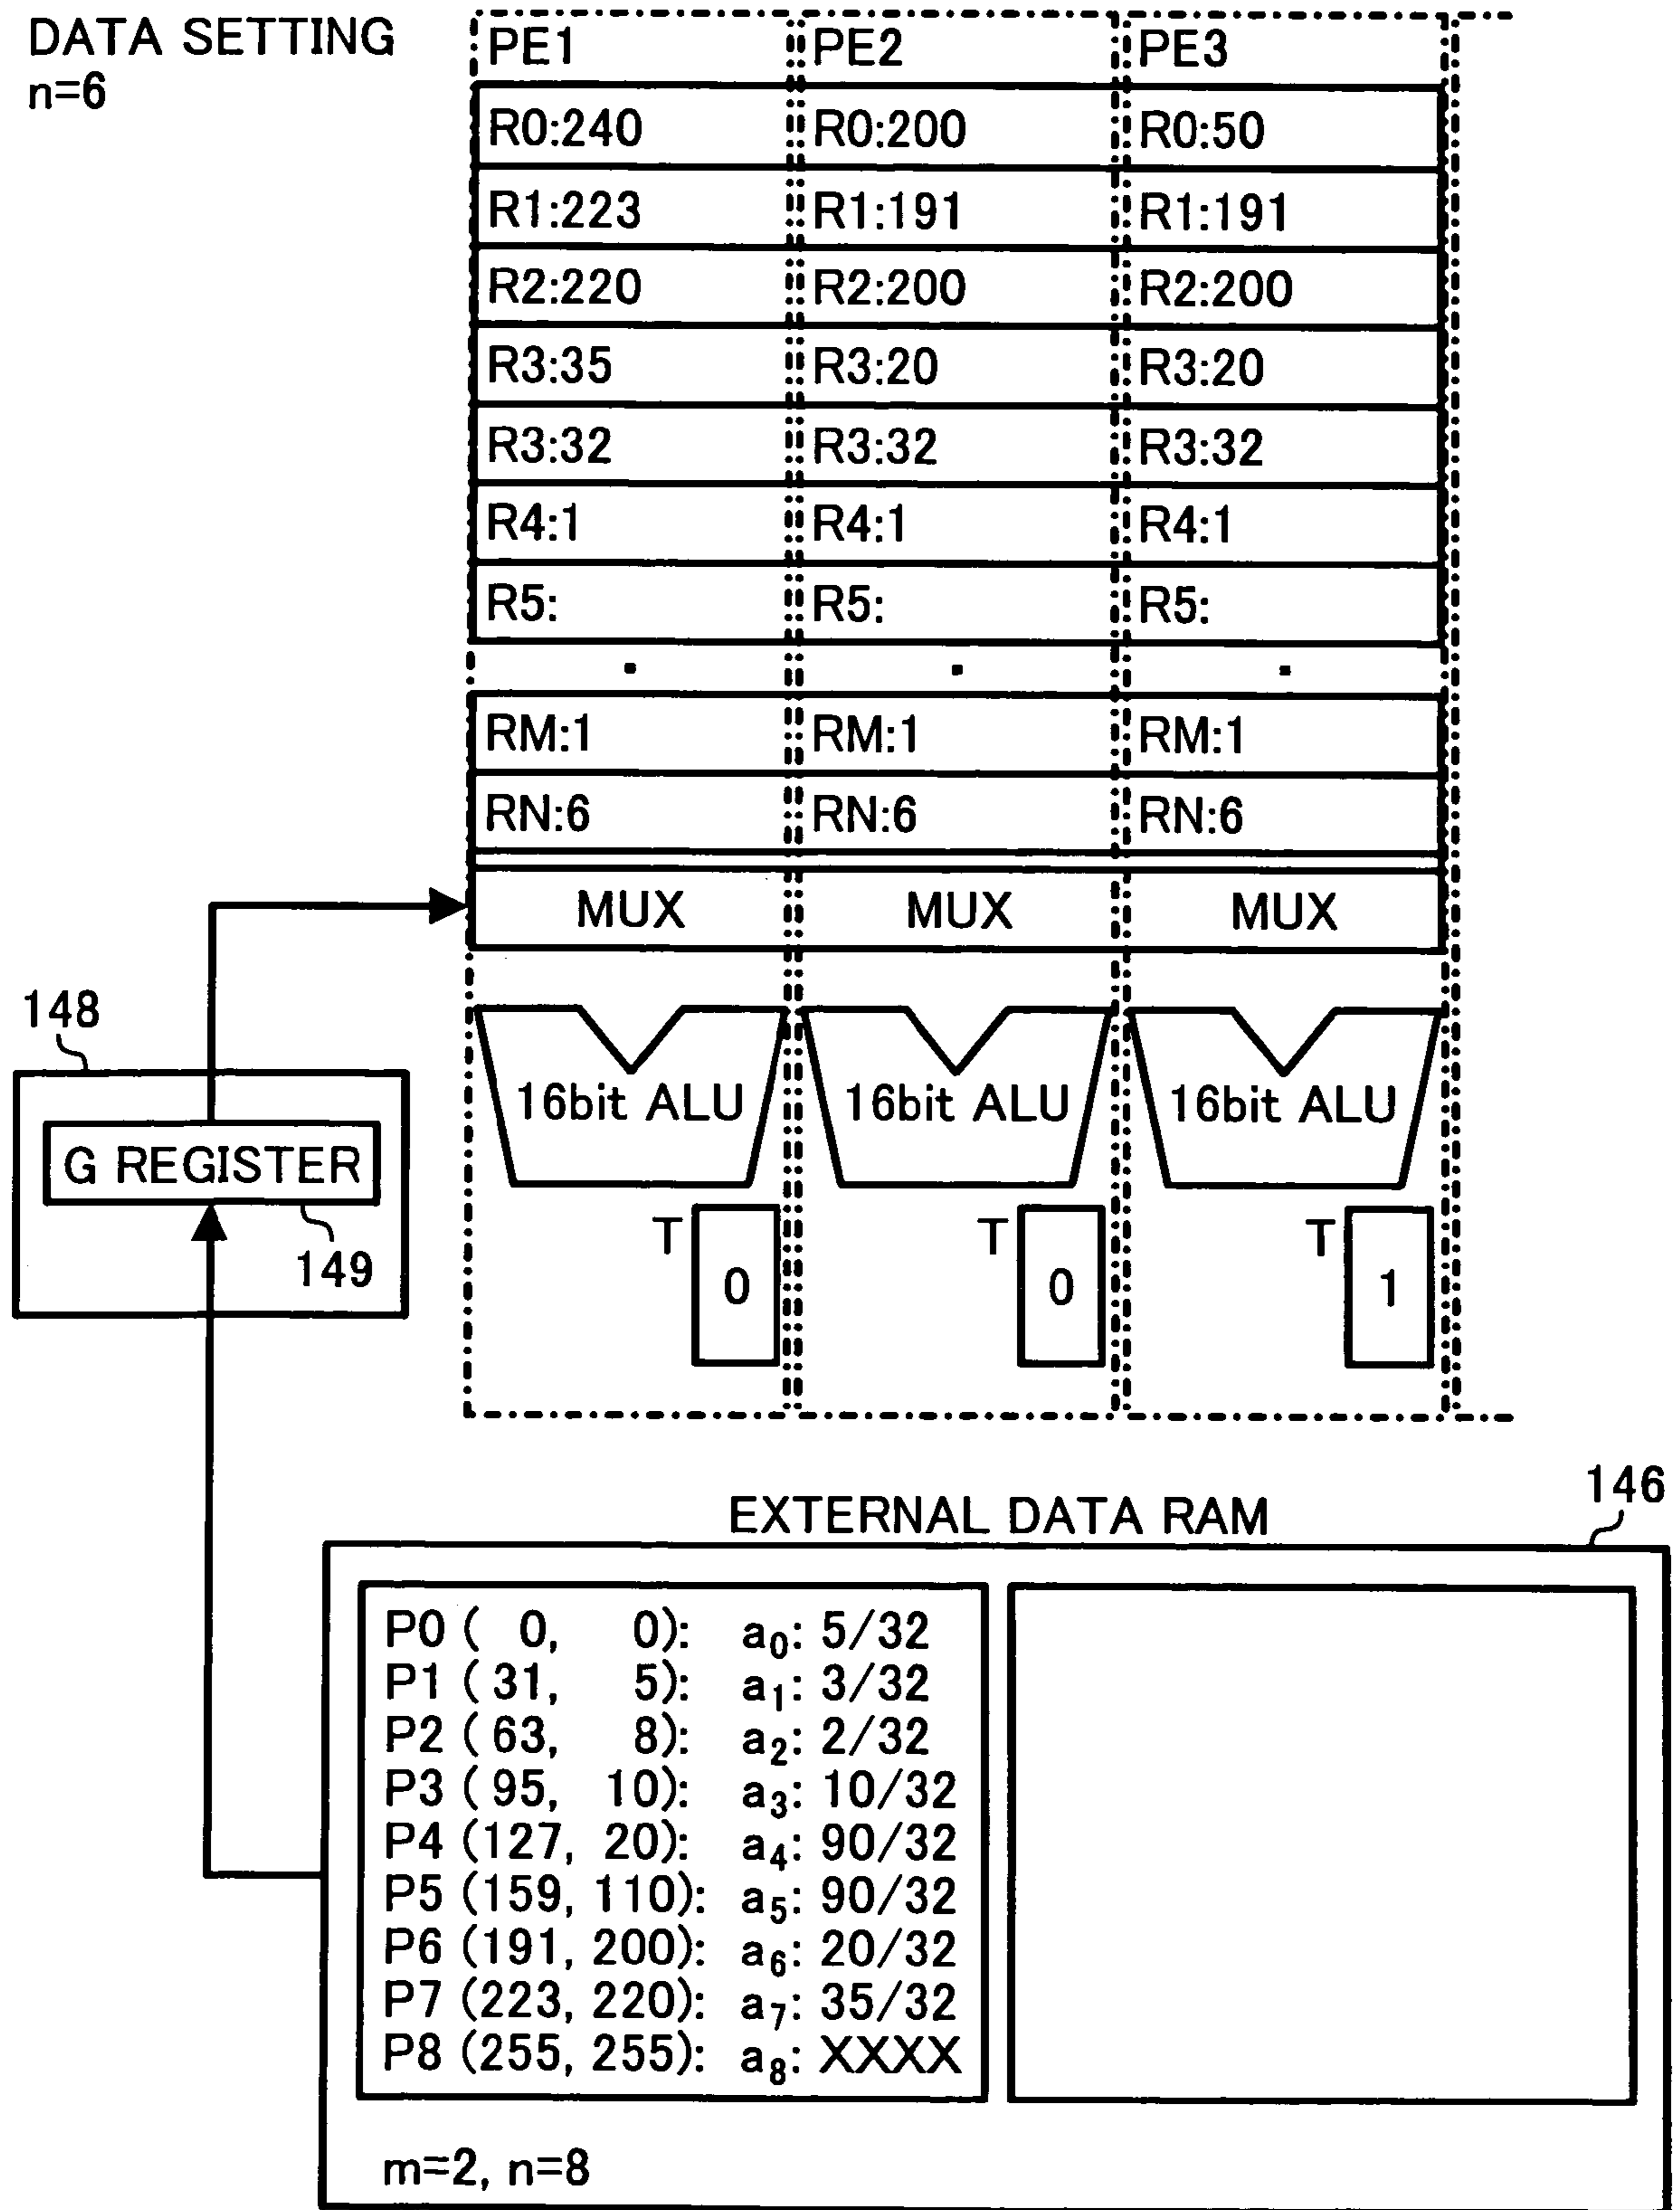 DATA SETTING
n=6
PE1 PE2 PE3
R0:240 R0:200 R0:50
R1:223 R1:191 R1:191
R2:220 R2:200 R2:200
R3:35 R3:20 R3:20
R3:32 R3:32 R3:32
R4:1 R4:1 R4:1
R5: R5: R5:
RM:1 RM:1 RM:1
RN:6 RN:6 RN:6
MUX MUX MUX
148
16bit ALU 16bit ALU 16bit ALU
G REGISTER
149
T 0 T 0 T 1
EXTERNAL DATA RAM
146
P0 ( 0, 0): a₀: 5/32
P1 ( 31, 5): a₁: 3/32
P2 ( 63, 8): a₂: 2/32
P3 ( 95, 10): a₃: 10/32
P4 (127, 20): a₄: 90/32
P5 (159, 110): a₅: 90/32
P6 (191, 200): a₆: 20/32
P7 (223, 220): a₇: 35/32
P8 (255, 255): a₈: XXXX
m=2, n=8